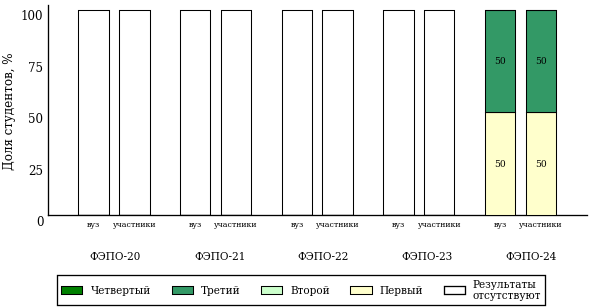 Доля студентов, %
100
75
50
25
0
50 50
50 50
вуз участники вуз участники вуз участники вуз участники вуз участники
ФЭПО-20 ФЭПО-21 ФЭПО-22 ФЭПО-23 ФЭПО-24
Четвертый Третий Второй Первый Результаты
отсутствуют